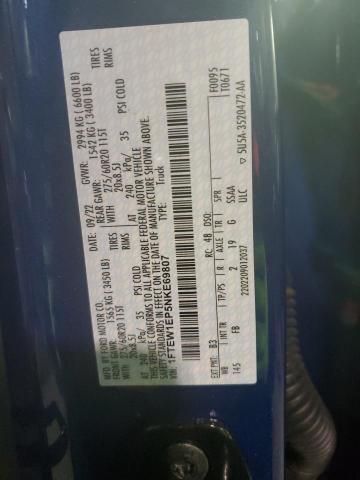 MFD. BY FORD MOTOR CO.
DATE: 09/22 GVWR: 2994 KG ( 6600 LB)
FRONT GAWR: 1565 KG ( 3450 LB) REAR GAWR: 1542 KG ( 3400 LB)
275/60R20 115T TIRES WITH 275/60R20 115T TIRES
20x8.5J RIMS 20x8.5J RIMS
AT 240 kPa/ 35 PSI COLD AT 240 kPa/ 35 PSI COLD
THIS VEHICLE CONFORMS TO ALL APPLICABLE FEDERAL MOTOR VEHICLE
SAFETY AND THEFT PREVENTION STANDARDS IN EFFECT ON THE DATE OF MANUFACTURE SHOWN ABOVE.
VIN: 1FTEW1EP5NKE69807 TYPE: Truck
F0095
T0671
EXT PNT: B3 RC: 48 DSO:
WB TP/PS R AXLE TR SPR
145 FB 2 19 G SSAA
2202209012037 ULC
5U5A-3520472-AA